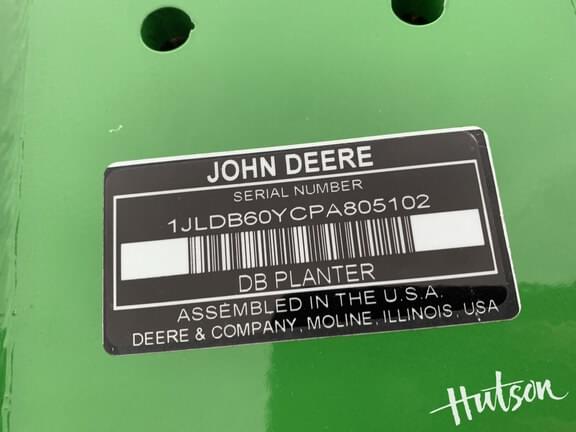 JOHN DEERE
SERIAL NUMBER
1JLDB60YCPA805102
DB PLANTER
ASSEMBLED IN THE U.S.A.
DEERE & COMPANY, MOLINE, ILLINOIS, USA
Hutson